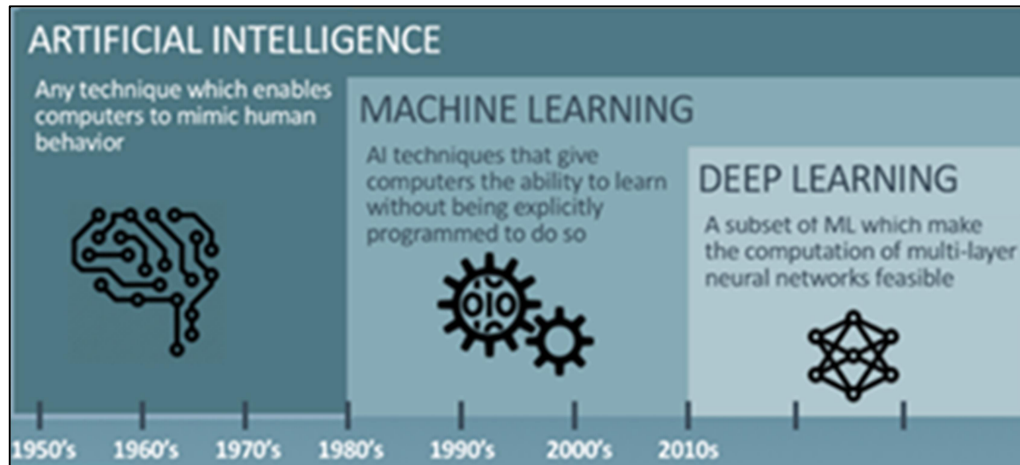 ARTIFICIAL INTELLIGENCE
Any technique which enables
computers to mimic human
behavior
MACHINE LEARNING
AI techniques that give
computers the ability to learn
without being explicitly
programmed to do so
DEEP LEARNING
A subset of ML which make
the computation of multi-layer
neural networks feasible
1950's 1960's 1970's 1980's 1990's 2000's 2010s